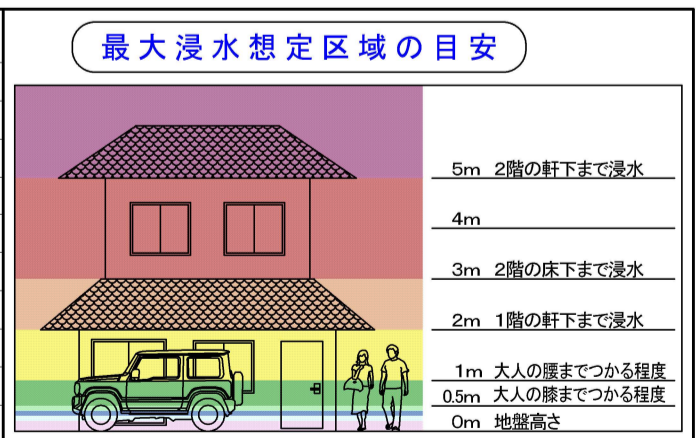 最大浸水想定区域の目安
5m 2階の軒下まで浸水
4m
3m 2階の床下まで浸水
2m 1階の軒下まで浸水
1m 大人の腰までつかる程度
0.5m 大人の膝までつかる程度
0m 地盤高さ